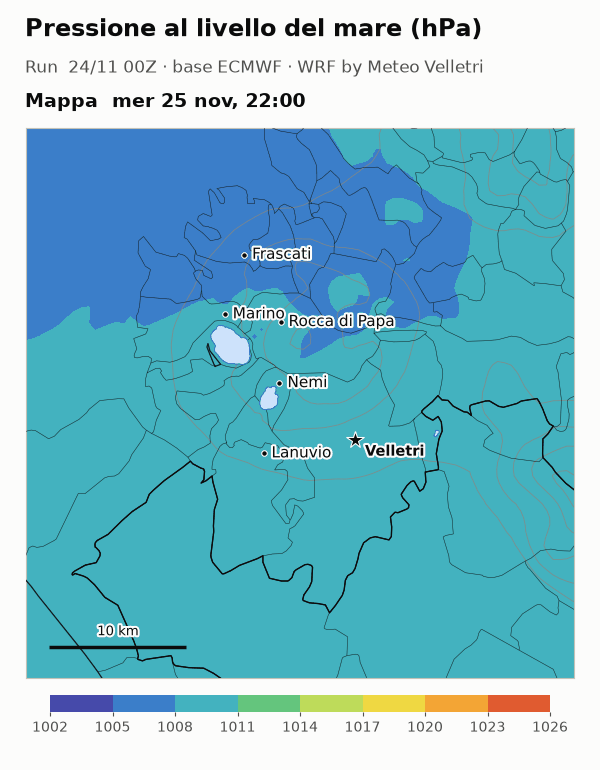 Pressione al livello del mare (hPa)
Run  24/11 00Z · base ECMWF · WRF by Meteo Velletri
Mappa  mer 25 nov, 22:00
Frascati
Marino
Rocca di Papa
Nemi
Velletri
Lanuvio
10 km
1002 1005 1008 1011 1014 1017 1020 1023 1026